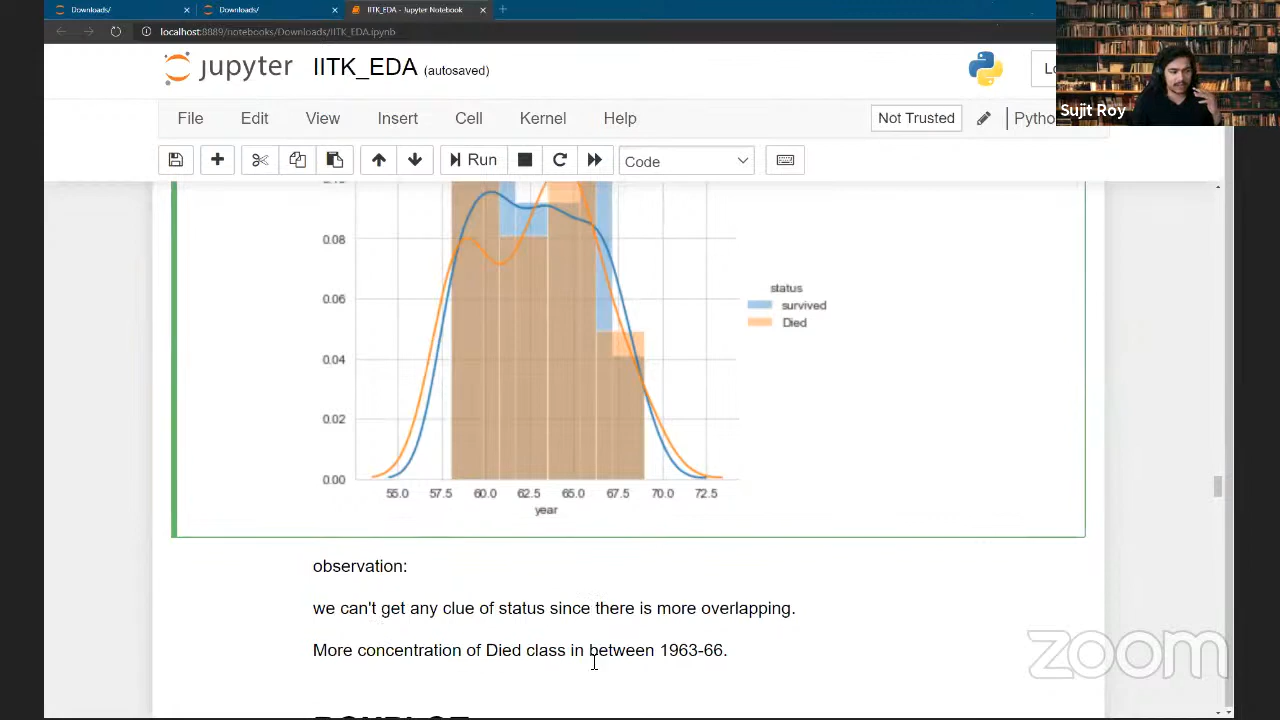 Downloads/ Downloads/ IITK_EDA - Jupyter Notebook
localhost:8889/notebooks/Downloads/IITK_EDA.ipynb
jupyter IITK_EDA (autosaved)
Sujit Roy
File Edit View Insert Cell Kernel Help Not Trusted
Run Code
0.08
0.06
0.04
0.02
0.00
status
survived
Died
55.0 57.5 60.0 62.5 65.0 67.5 70.0 72.5
year
observation:
we can't get any clue of status since there is more overlapping.
More concentration of Died class in between 1963-66.
zoom